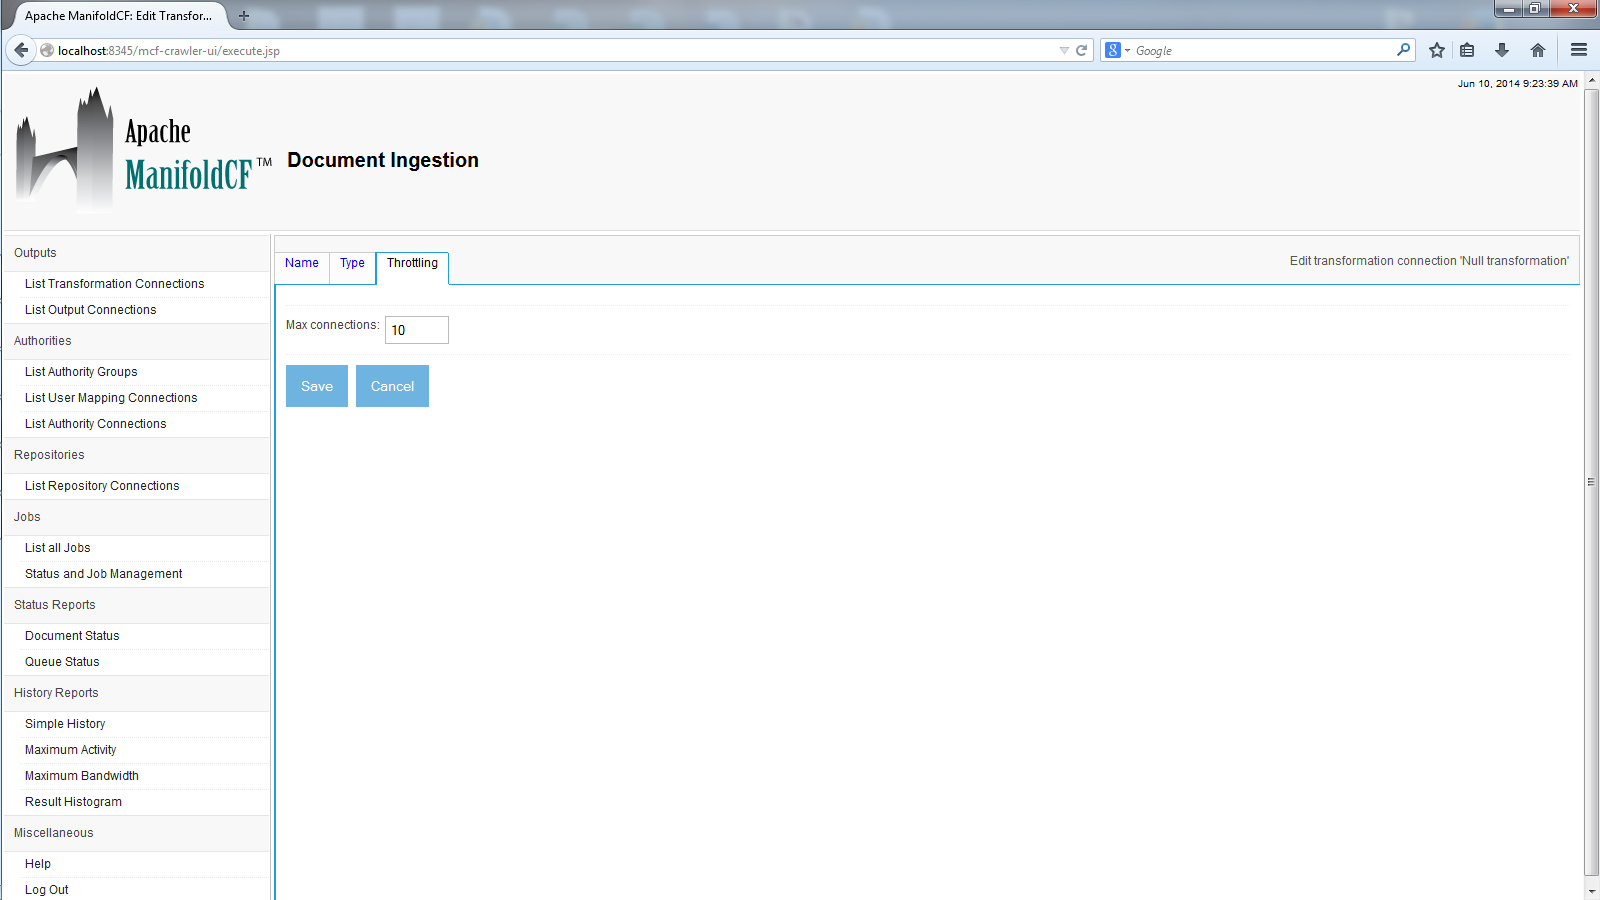 Apache ManifoldCF: Edit Transfor...
localhost:8345/mcf-crawler-ui/execute.jsp
Google
Jun 10, 2014 9:23:39 AM
Apache
ManifoldCF™
Document Ingestion
Outputs
List Transformation Connections
List Output Connections
Authorities
List Authority Groups
List User Mapping Connections
List Authority Connections
Repositories
List Repository Connections
Jobs
List all Jobs
Status and Job Management
Status Reports
Document Status
Queue Status
History Reports
Simple History
Maximum Activity
Maximum Bandwidth
Result Histogram
Miscellaneous
Help
Log Out
Name Type Throttling
Edit transformation connection 'Null transformation'
Max connections: 10
Save Cancel